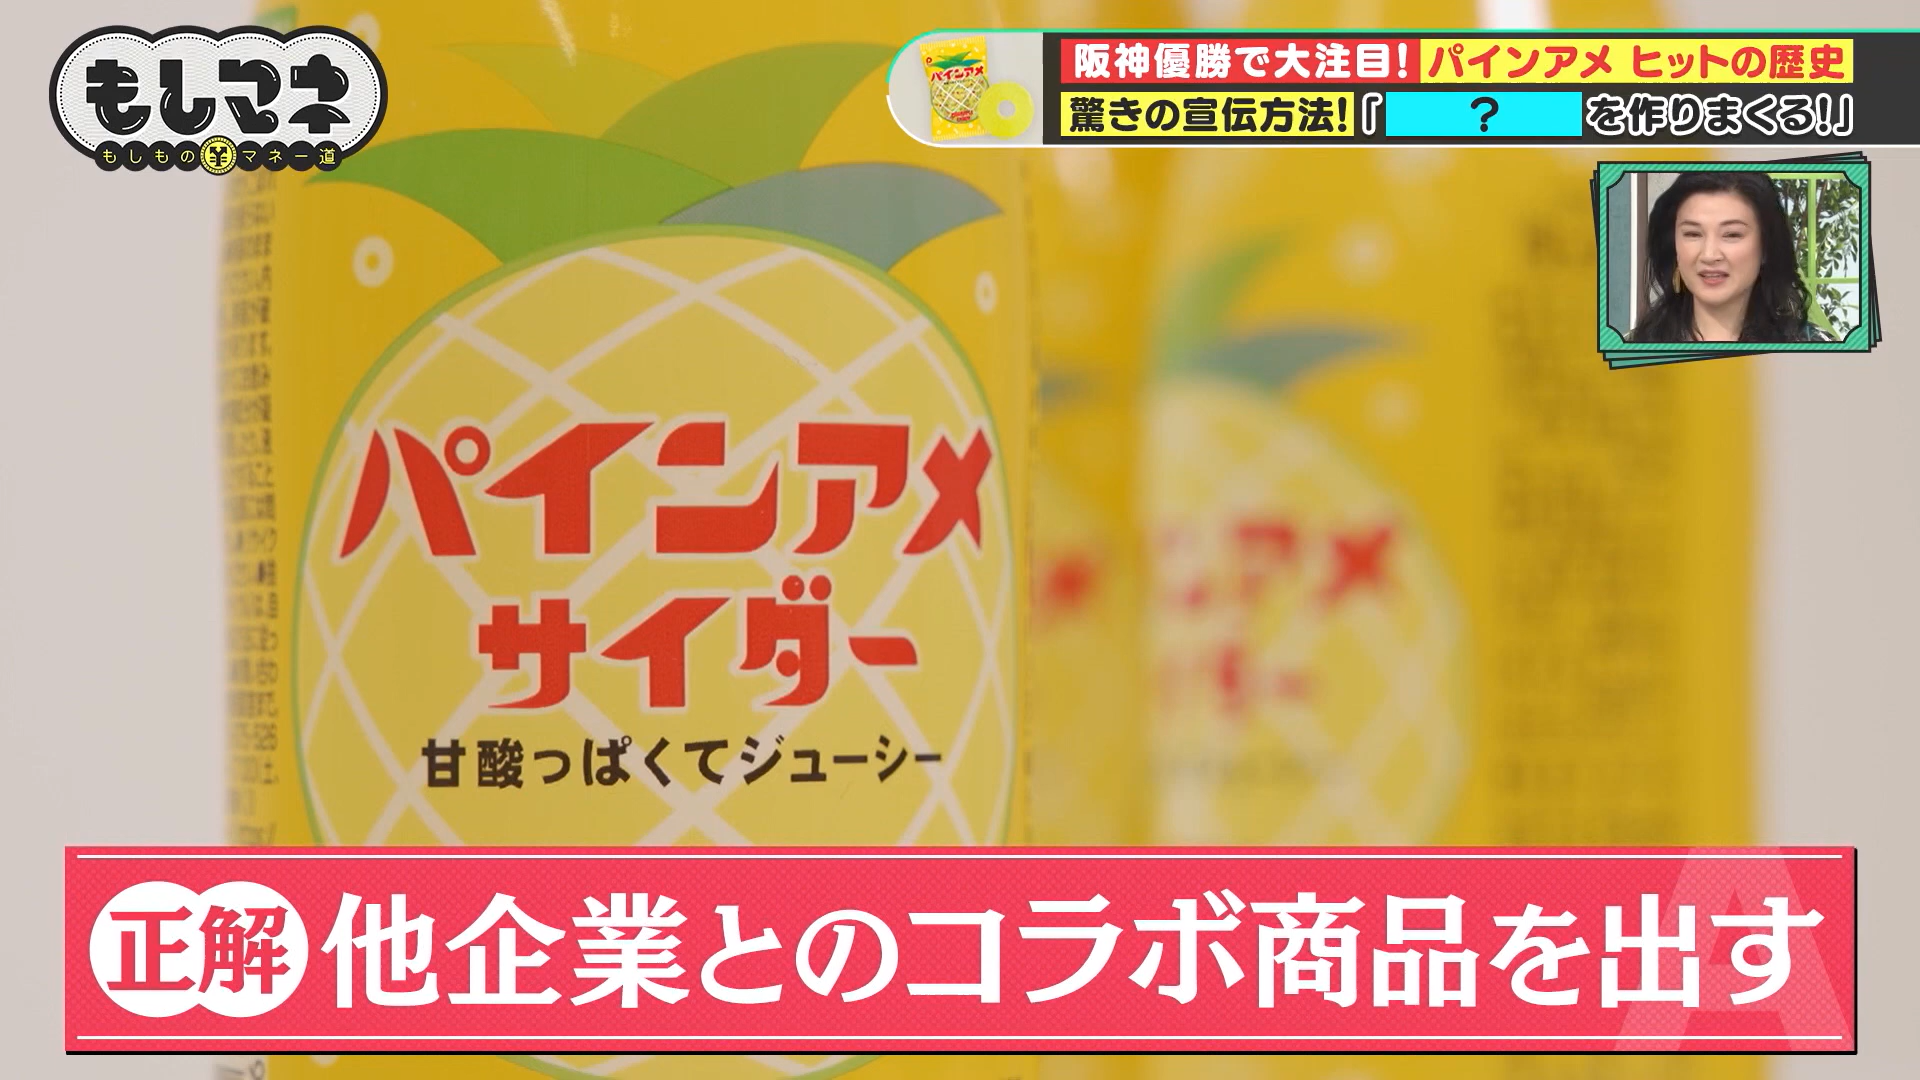 もしマネ
もしもの マネー道
阪神優勝で大注目! パインアメ ヒットの歴史
驚きの宣伝方法!「 ? を作りまくる!」
パインアメ
パインアメ
サイダー
甘酸っぱくてジューシー
ンアメ
正解 他企業とのコラボ商品を出す